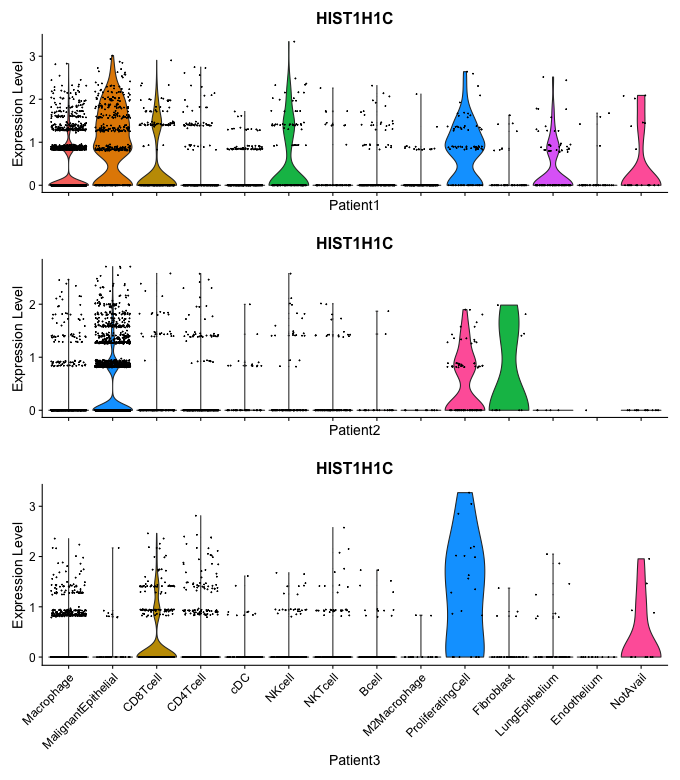 HIST1H1C
Expression Level
3
2
1
0
Patient1
HIST1H1C
Expression Level
2
1
0
Patient2
HIST1H1C
Expression Level
3
2
1
0
Macrophage
MalignantEpithelial
CD8Tcell
CD4Tcell
cDC
NKcell
NKTcell
Bcell
M2Macrophage
ProliferatingCell
Fibroblast
LungEpithelium
Endothelium
NotAvail
Patient3